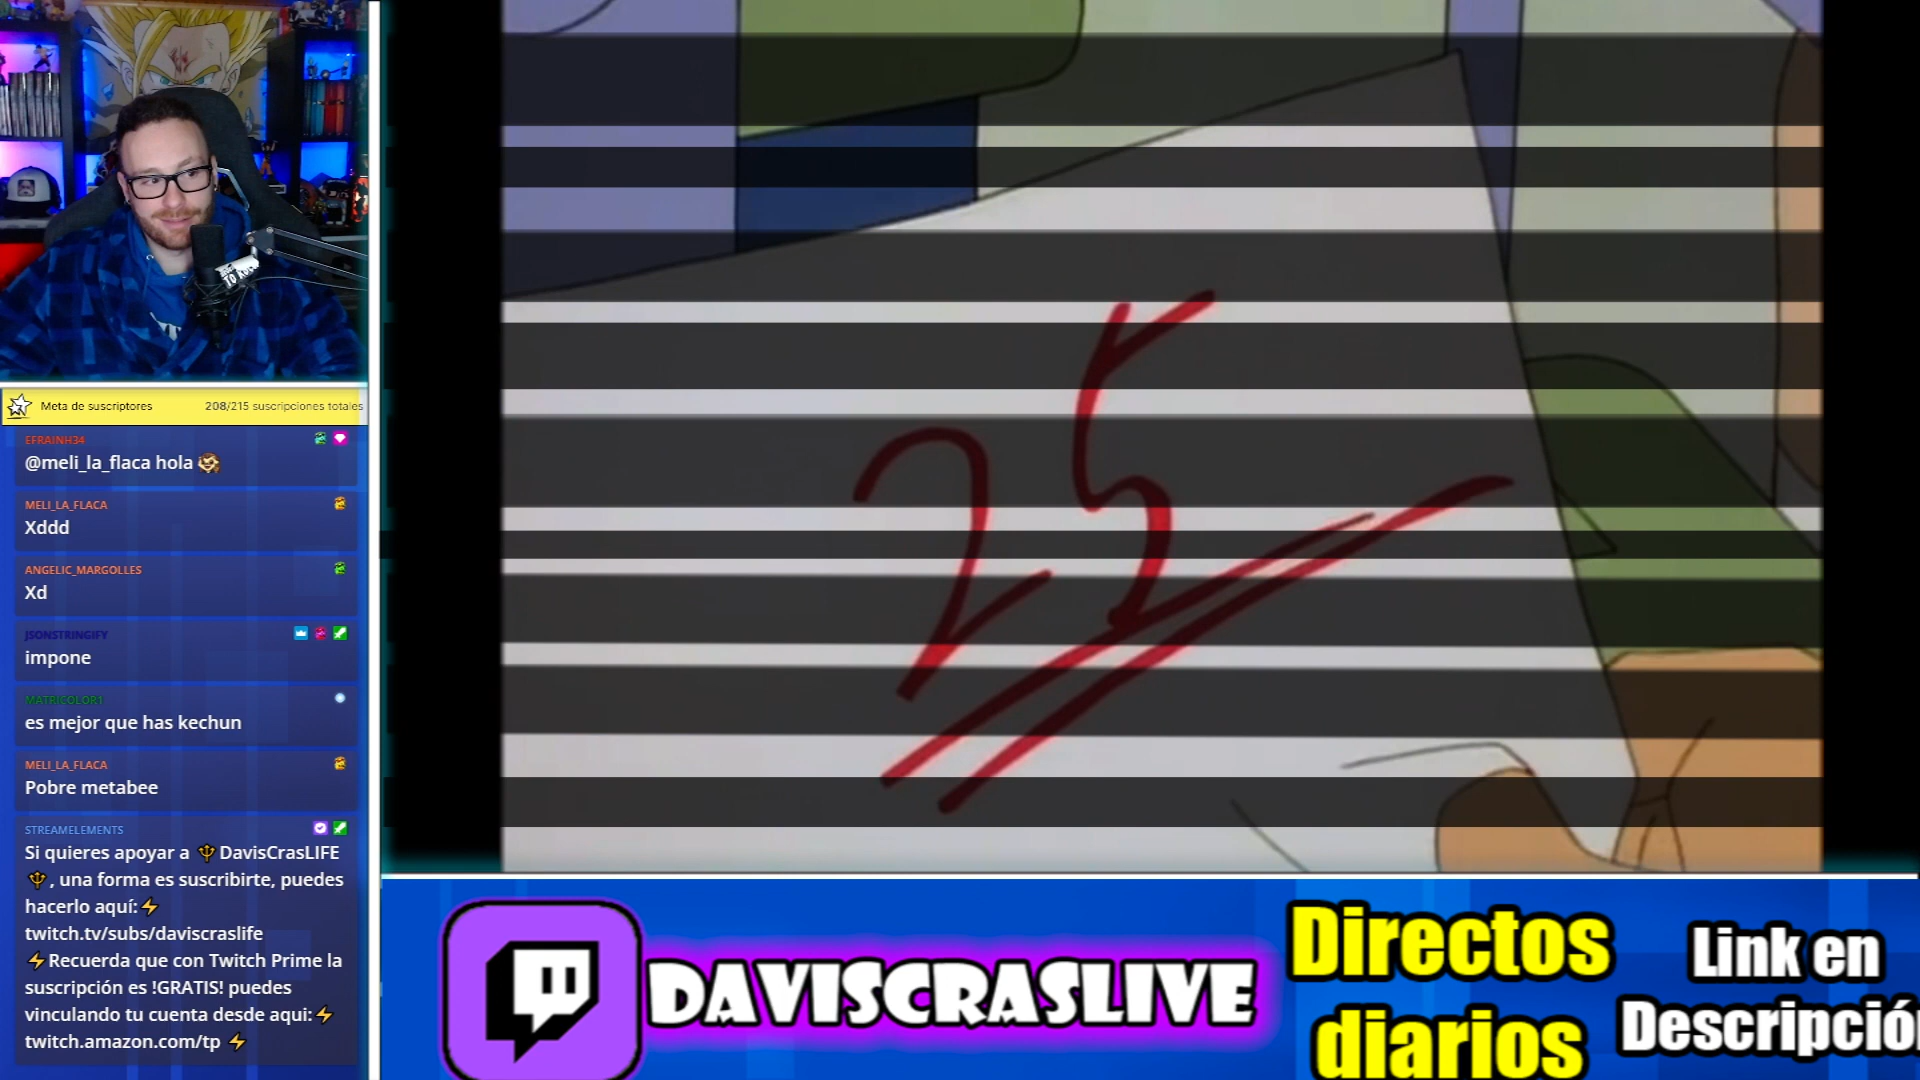 Meta de suscriptores 208/215 suscripciones totales
EFRAINH34
@meli_la_flaca hola
MELI_LA_FLACA
Xddd
ANGELIC_MARGOLLES
Xd
JSONSTRINGIFY
impone
MATRICOLOR1
es mejor que has kechun
MELI_LA_FLACA
Pobre metabee
STREAMELEMENTS
Si quieres apoyar a DavisCrasLIFE
, una forma es suscribirte, puedes
hacerlo aquí:
twitch.tv/subs/daviscraslife
Recuerda que con Twitch Prime la
suscripción es !GRATIS! puedes
vinculando tu cuenta desde aqui:
twitch.amazon.com/tp
25
DAVISCRASLIVE
Directos
diarios
Link en
Descripció